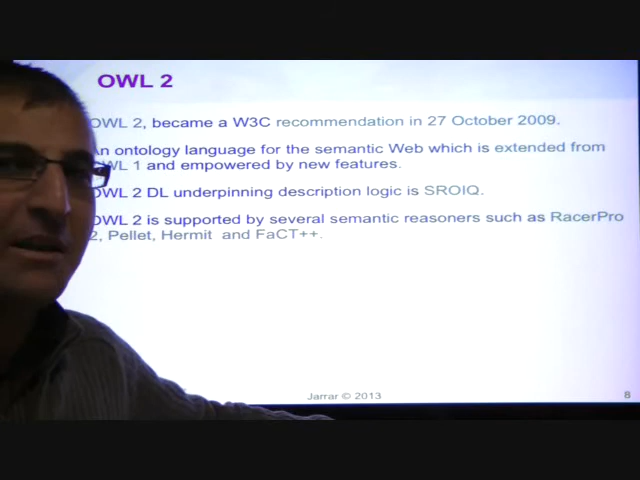 OWL 2
OWL 2, became a W3C recommendation in 27 October 2009.
An ontology language for the semantic Web which is extended from
OWL 1 and empowered by new features.
OWL 2 DL underpinning description logic is SROIQ.
OWL 2 is supported by several semantic reasoners such as RacerPro
2, Pellet, Hermit and FaCT++.
Jarrar © 2013
8